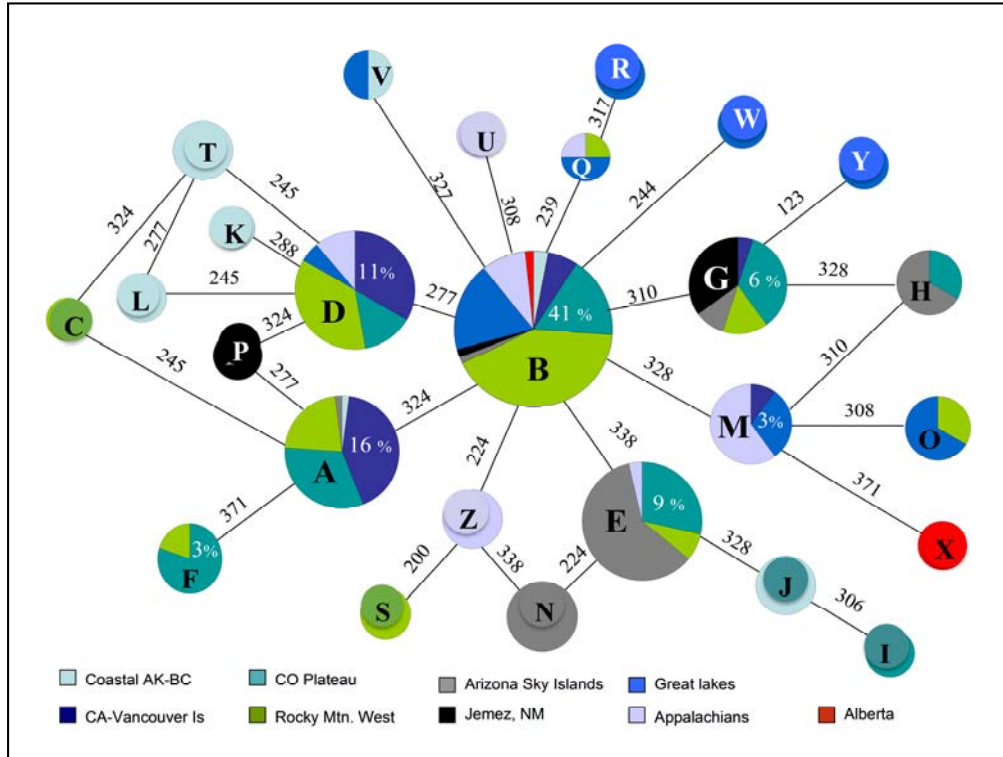 V
R
U
W
317
T
Q
Y
324
245
327
308
239
244
123
277
K
288
11%
G
6 %
328
H
L
245
D
277
41 %
310
C
324
B
P
310
245
277
324
328
M
3%
308
O
A
16 %
224
338
371
371
E
9 %
Z
X
3%
F
200
338
224
328
J
S
N
306
I
Coastal AK-BC
CO Plateau
Arizona Sky Islands
Great lakes
CA-Vancouver Is
Rocky Mtn. West
Jemez, NM
Appalachians
Alberta